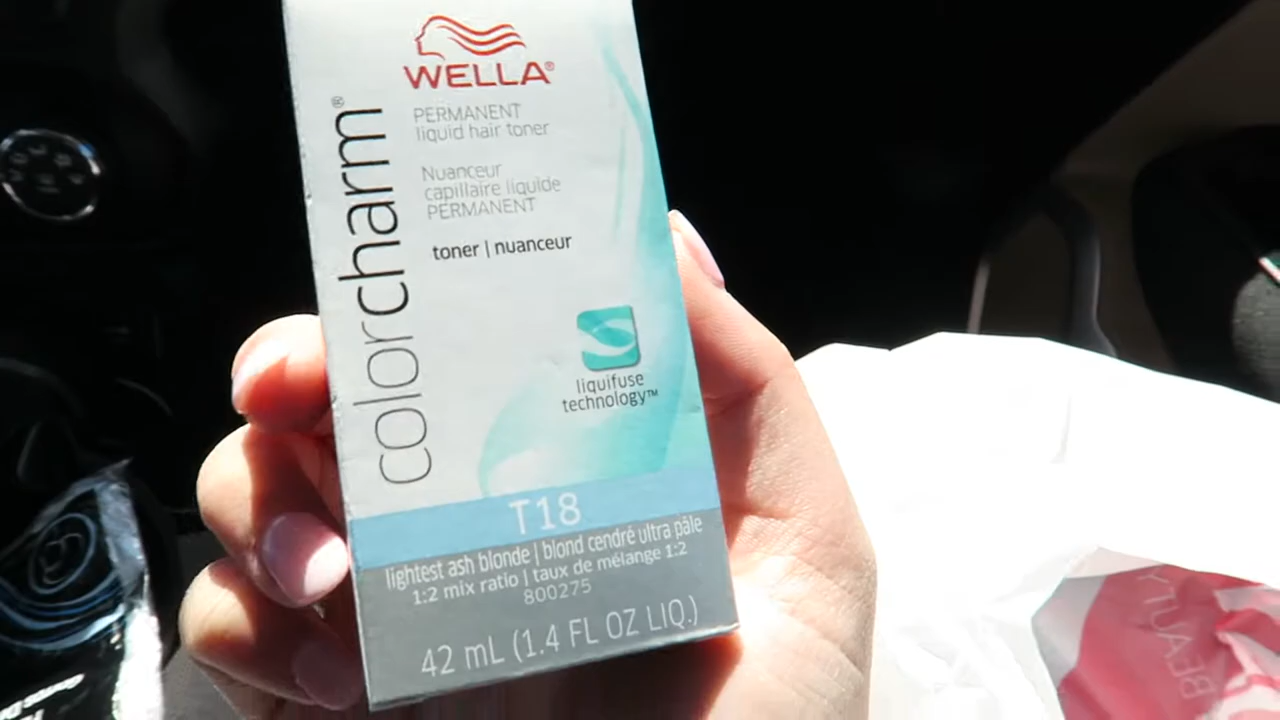 WELLA®
PERMANENT
liquid hair toner
Nuanceur
capillaire liquide
PERMANENT
toner | nuanceur
colorcharm®
liquifuse
technology™
T18
lightest ash blonde | blond cendré ultra pâle
1:2 mix ratio | taux de mélange 1:2
800275
42 mL (1.4 FL OZ LIQ.)
BEAUTY